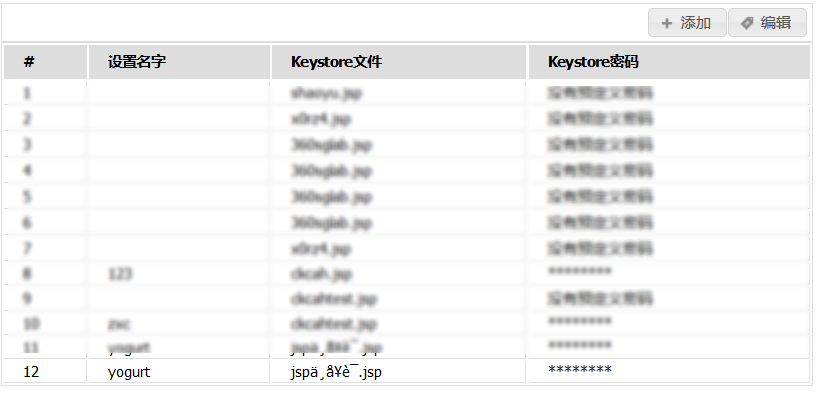 添加 编辑
# 设置名字 Keystore文件 Keystore密码
1 shaoyu.jsp 没有预定义密码
2 x0rz4.jsp 没有预定义密码
3 360sglab.jsp 没有预定义密码
4 360sglab.jsp 没有预定义密码
5 360sglab.jsp 没有预定义密码
6 360sglab.jsp 没有预定义密码
7 x0rz4.jsp 没有预定义密码
8 123 ckcah.jsp ********
9 ckcahtest.jsp 没有预定义密码
10 zxc ckcahtest.jsp ********
11 yogurt ********
12 yogurt jspä¸å¥è¯.jsp ********